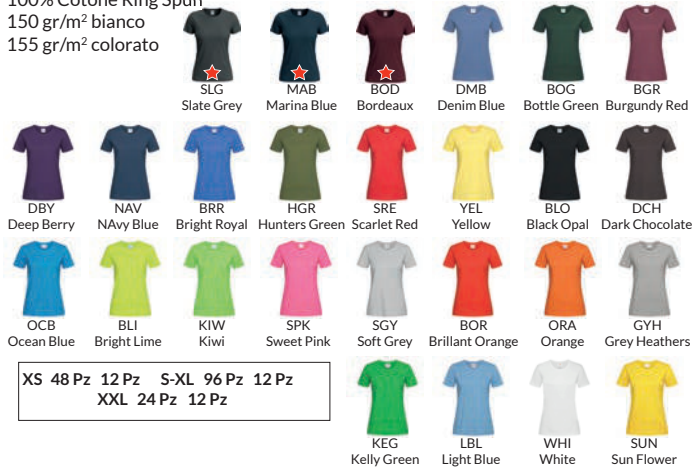 100% Cotone Ring Spun
150 gr/m² bianco
155 gr/m² colorato
SLG MAB BOD DMB BOG BGR
Slate Grey Marina Blue Bordeaux Denim Blue Bottle Green Burgundy Red
DBY NAV BRR HGR SRE YEL BLO DCH
Deep Berry NAvy Blue Bright Royal Hunters Green Scarlet Red Yellow Black Opal Dark Chocolate
OCB BLI KIW SPK SGY BOR ORA GYH
Ocean Blue Bright Lime Kiwi Sweet Pink Soft Grey Brillant Orange Orange Grey Heathers
XS 48 Pz 12 Pz S-XL 96 Pz 12 Pz
XXL 24 Pz 12 Pz
KEG LBL WHI SUN
Kelly Green Light Blue White Sun Flower